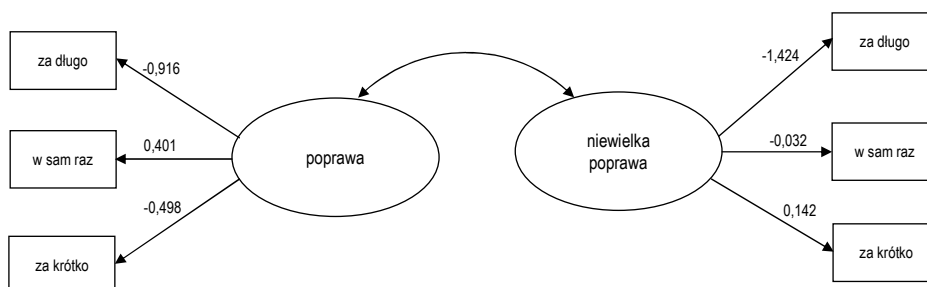 za długo
-0,916
w sam raz
0,401
poprawa
-0,498
za krótko
niewielka
poprawa
-1,424
za długo
-0,032
w sam raz
0,142
za krótko